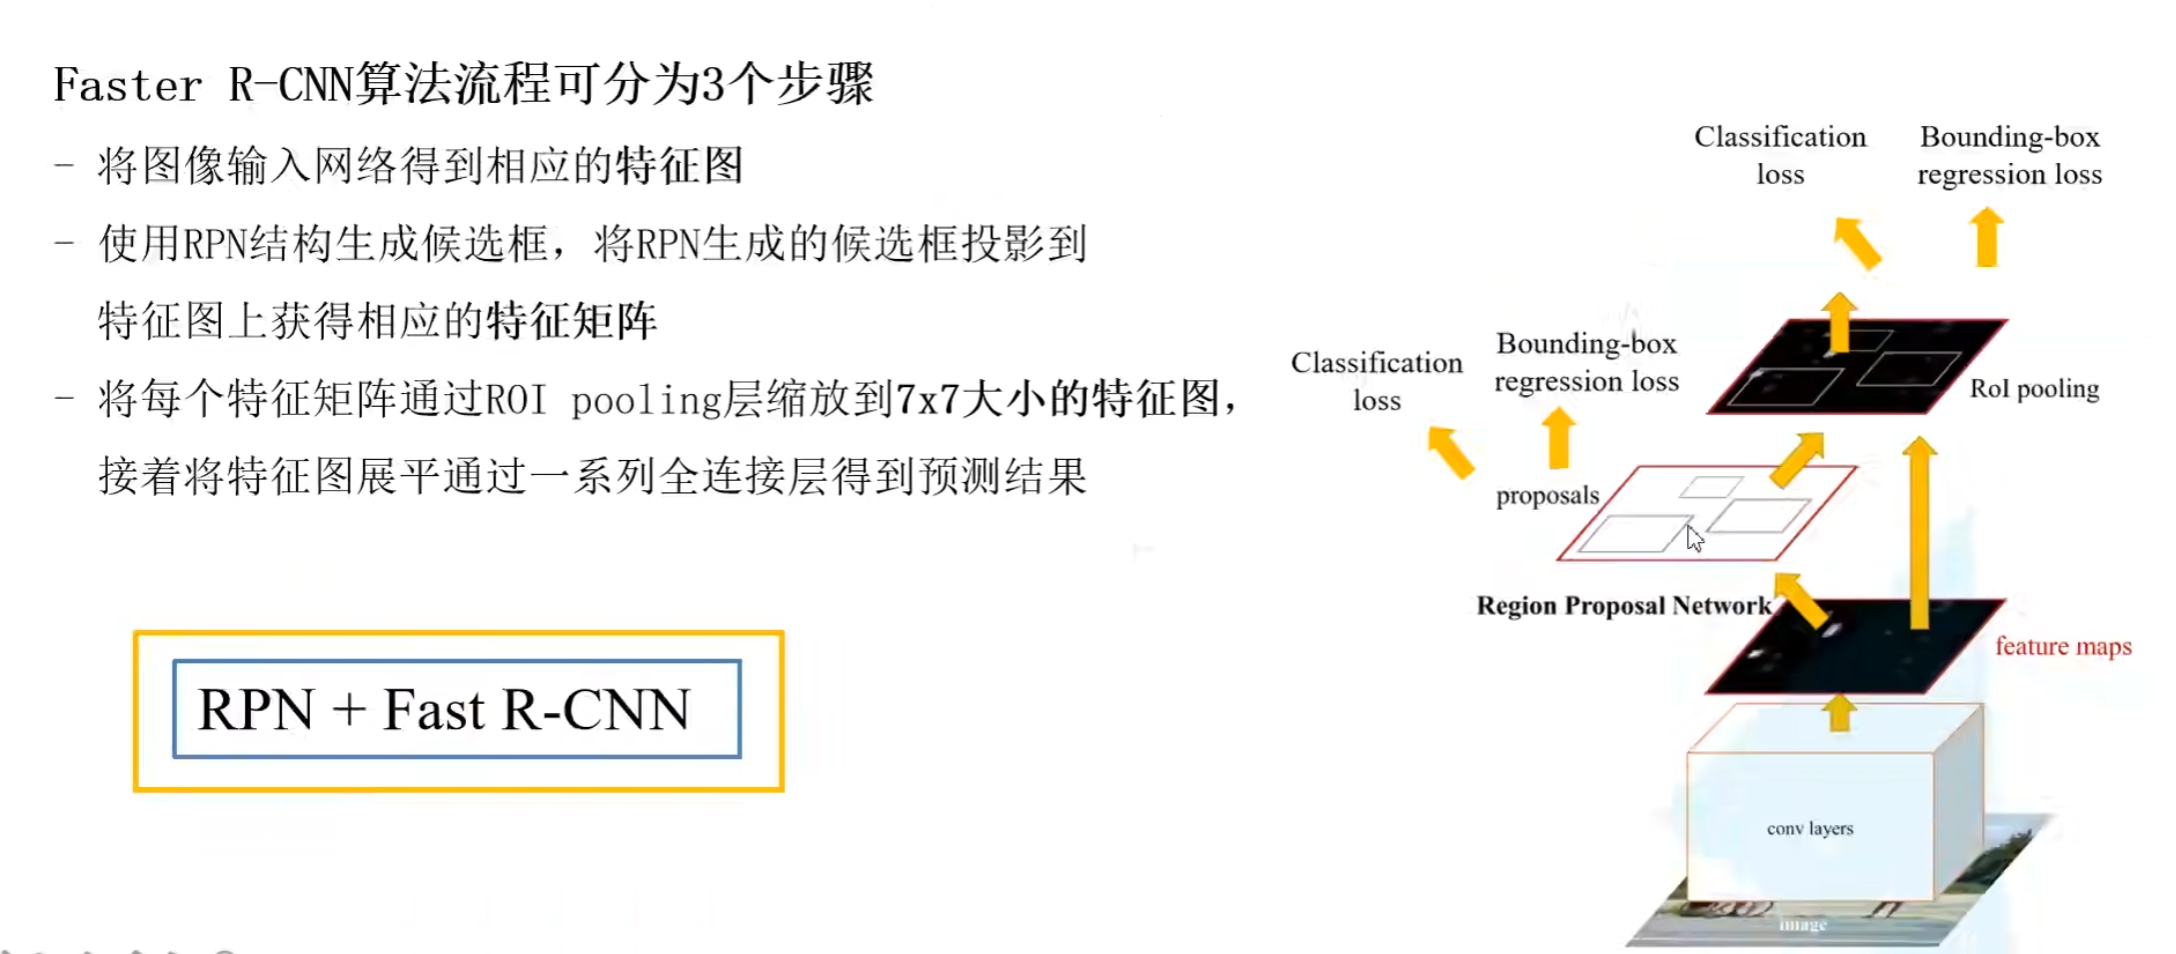 Faster R-CNN算法流程可分为3个步骤
- 将图像输入网络得到相应的特征图
- 使用RPN结构生成候选框，将RPN生成的候选框投影到
特征图上获得相应的特征矩阵
- 将每个特征矩阵通过ROI pooling层缩放到7x7大小的特征图，
接着将特征图展平通过一系列全连接层得到预测结果
RPN + Fast R-CNN
Classification
loss
Bounding-box
regression loss
RoI pooling
Classification
loss
Bounding-box
regression loss
proposals
Region Proposal Network
feature maps
conv layers
image